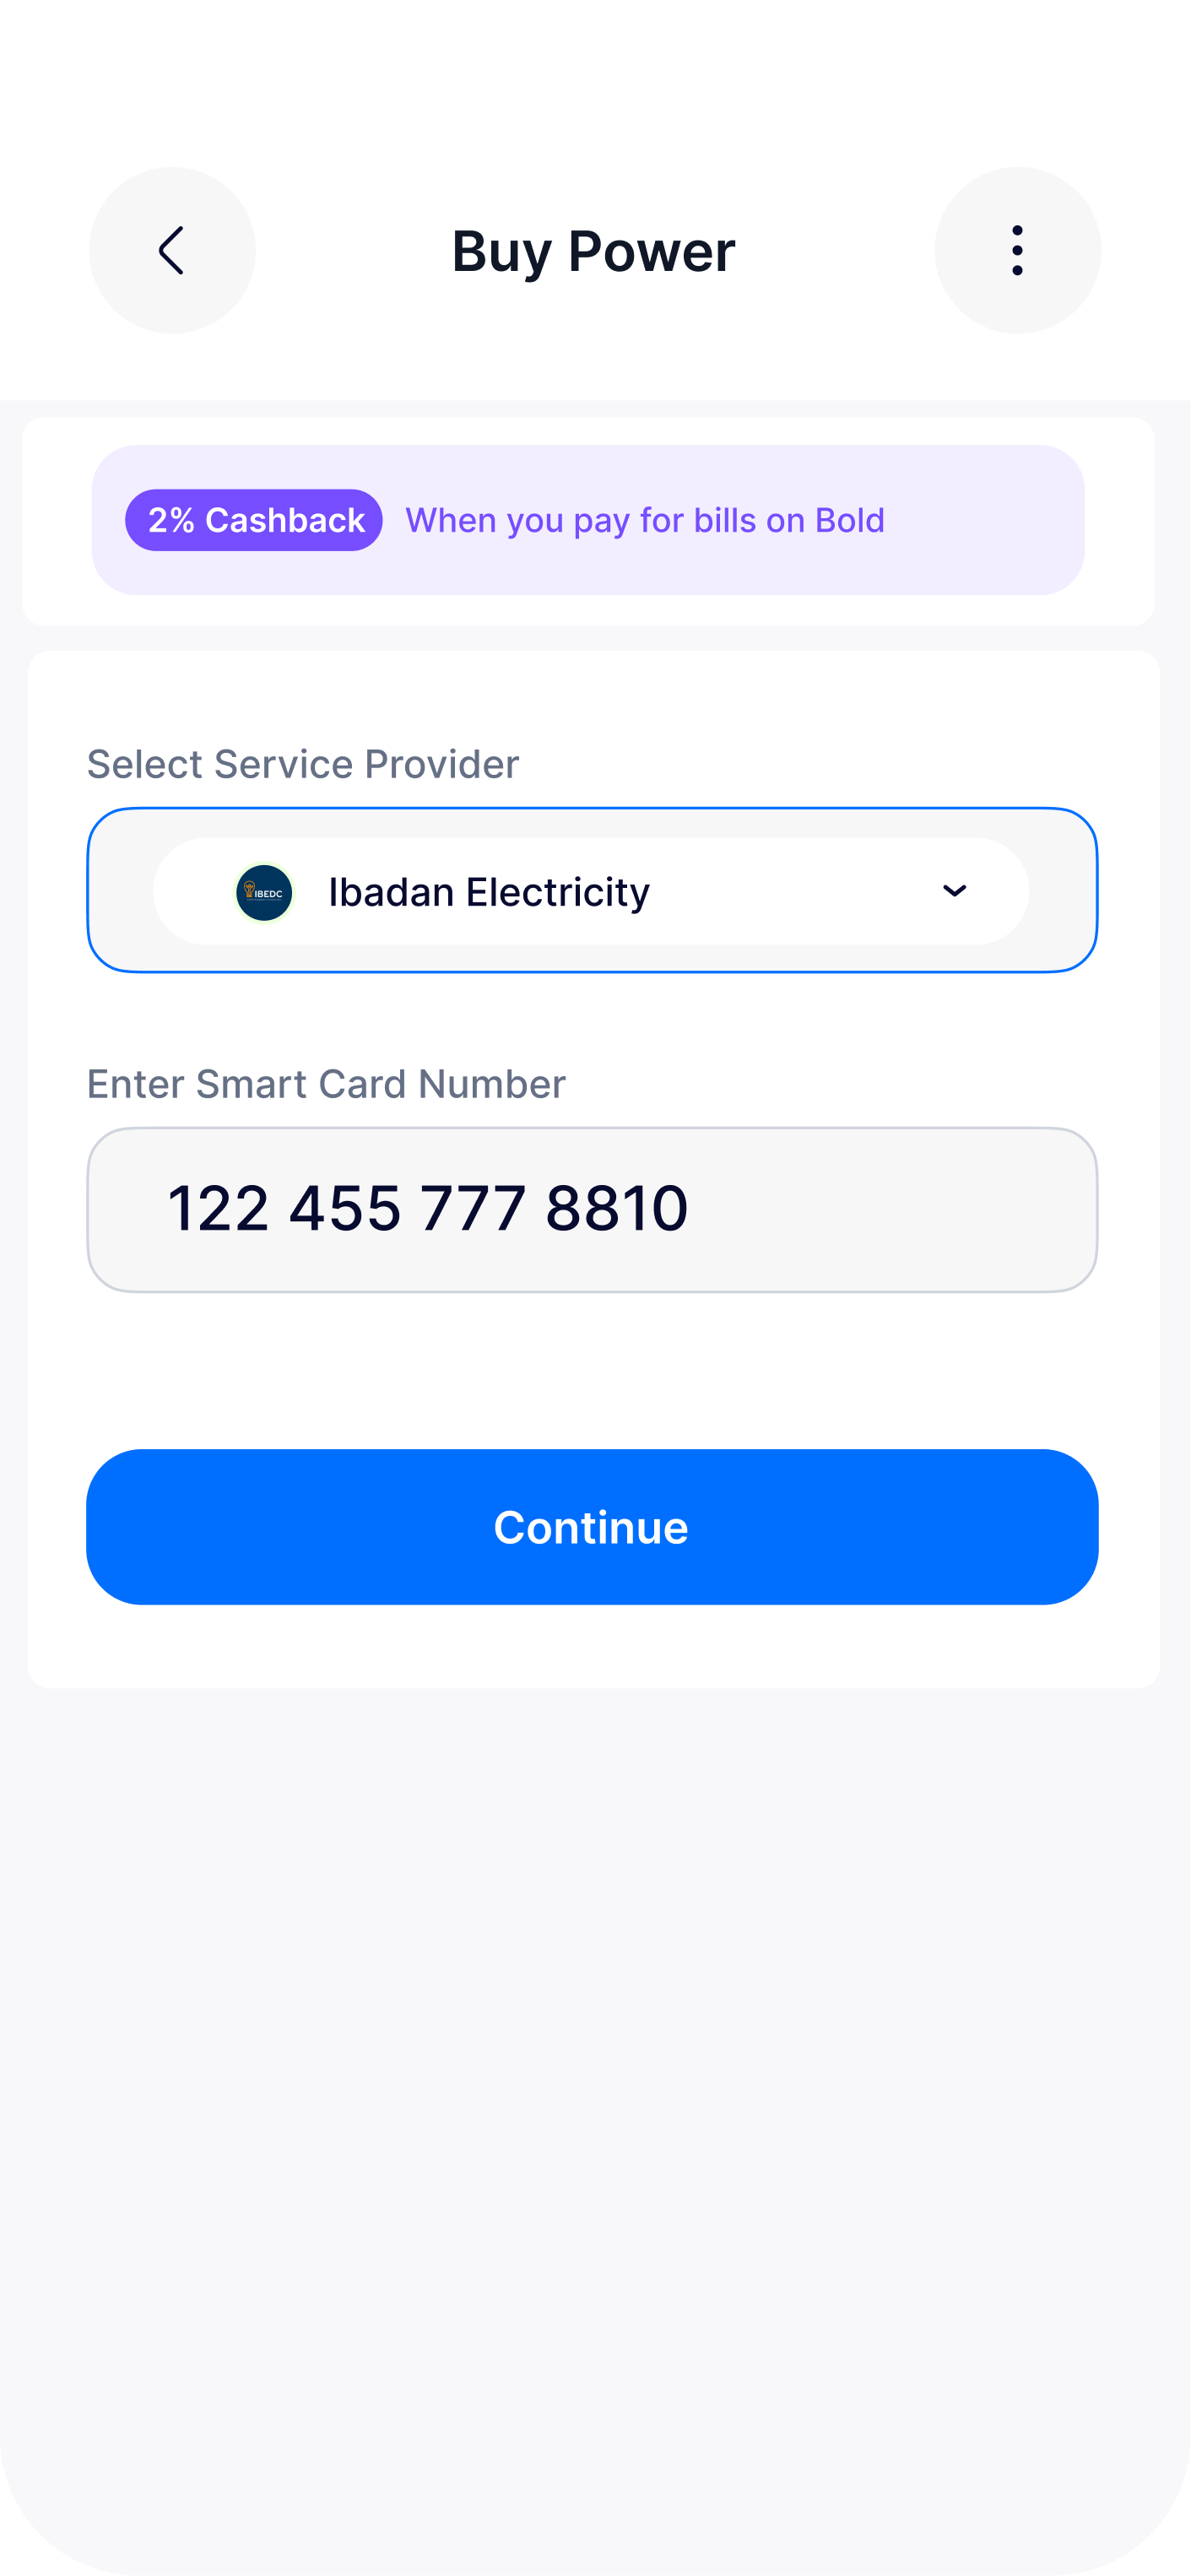 Buy Power
2% Cashback When you pay for bills on Bold
Select Service Provider
IBEDC
Ibadan Electricity
Enter Smart Card Number
122 455 777 8810
Continue